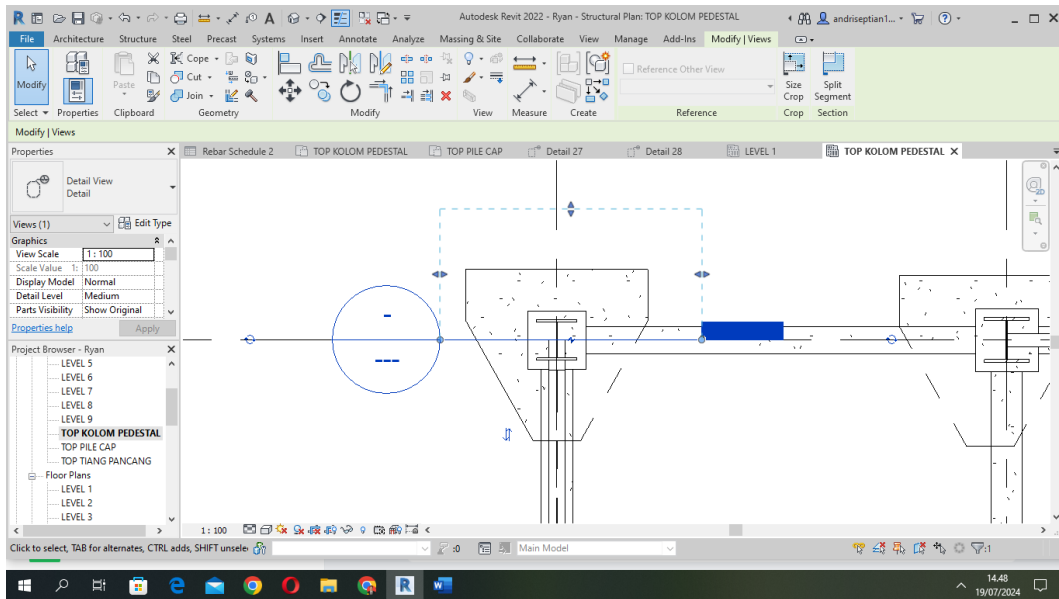 Autodesk Revit 2022 - Ryan - Structural Plan: TOP KOLOM PEDESTAL
andriseptian1...
File Architecture Structure Steel Precast Systems Insert Annotate Analyze Massing & Site Collaborate View Manage Add-Ins Modify | Views
Modify
Paste
Cope
Cut
Join
Reference Other View
Size Crop
Split Segment
Select Properties Clipboard Geometry Modify View Measure Create Reference Crop Section
Modify | Views
Properties
Rebar Schedule 2 TOP KOLOM PEDESTAL TOP PILE CAP Detail 27 Detail 28 LEVEL 1 TOP KOLOM PEDESTAL
Detail View
Detail
Views (1) Edit Type
Graphics
View Scale 1 : 100
Scale Value 1: 100
Display Model Normal
Detail Level Medium
Parts Visibility Show Original
Properties help Apply
Project Browser - Ryan
LEVEL 5
LEVEL 6
LEVEL 7
LEVEL 8
LEVEL 9
TOP KOLOM PEDESTAL
TOP PILE CAP
TOP TIANG PANCANG
Floor Plans
LEVEL 1
LEVEL 2
LEVEL 3
2D
1 : 100
Click to select, TAB for alternates, CTRL adds, SHIFT unsele
:0
Main Model
:1
14.48
19/07/2024